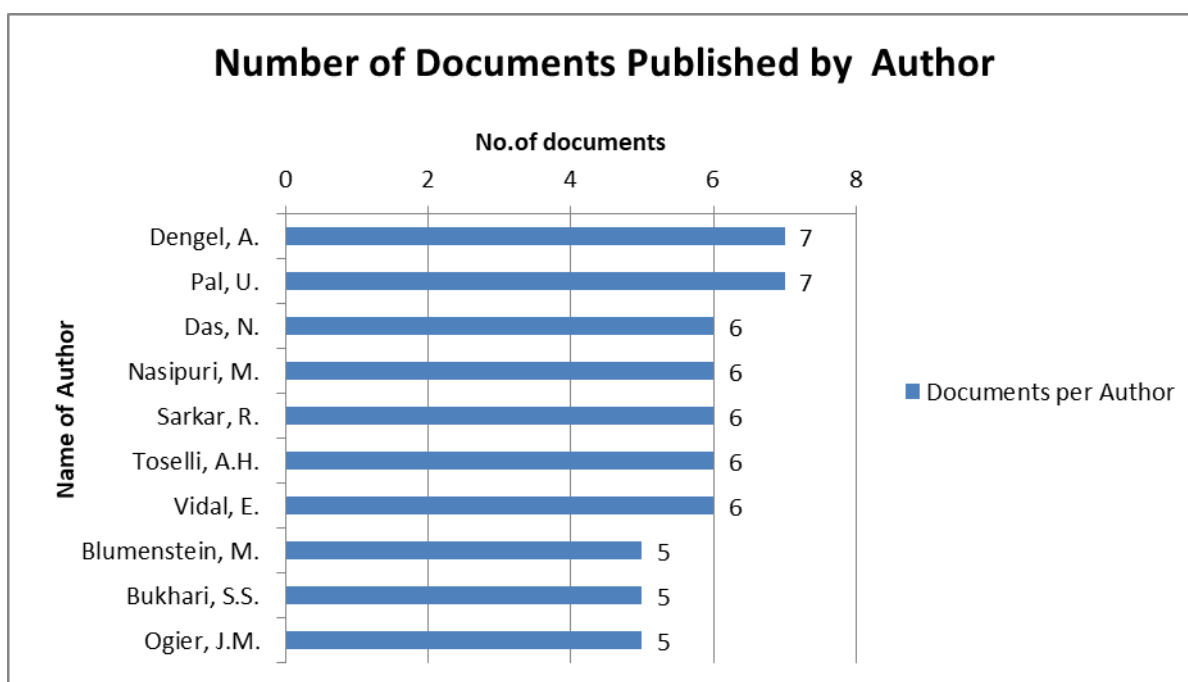 Number of Documents Published by  Author
No.of documents
0 2 4 6 8
Name of Author
Dengel, A. 7
Pal, U. 7
Das, N. 6
Nasipuri, M. 6
Sarkar, R. 6
Toselli, A.H. 6
Vidal, E. 6
Blumenstein, M. 5
Bukhari, S.S. 5
Ogier, J.M. 5
Documents per Author